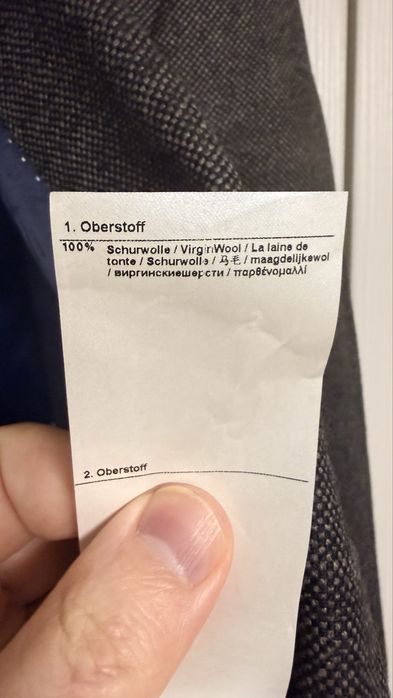 1. Oberstoff
100% Schurwolle / Virgin Wool / La laine de
tonte / Schurwolle / 马毛 / maagdelijkewol
/ виргинскиешерсти / παρθένομαλλί
2. Oberstoff